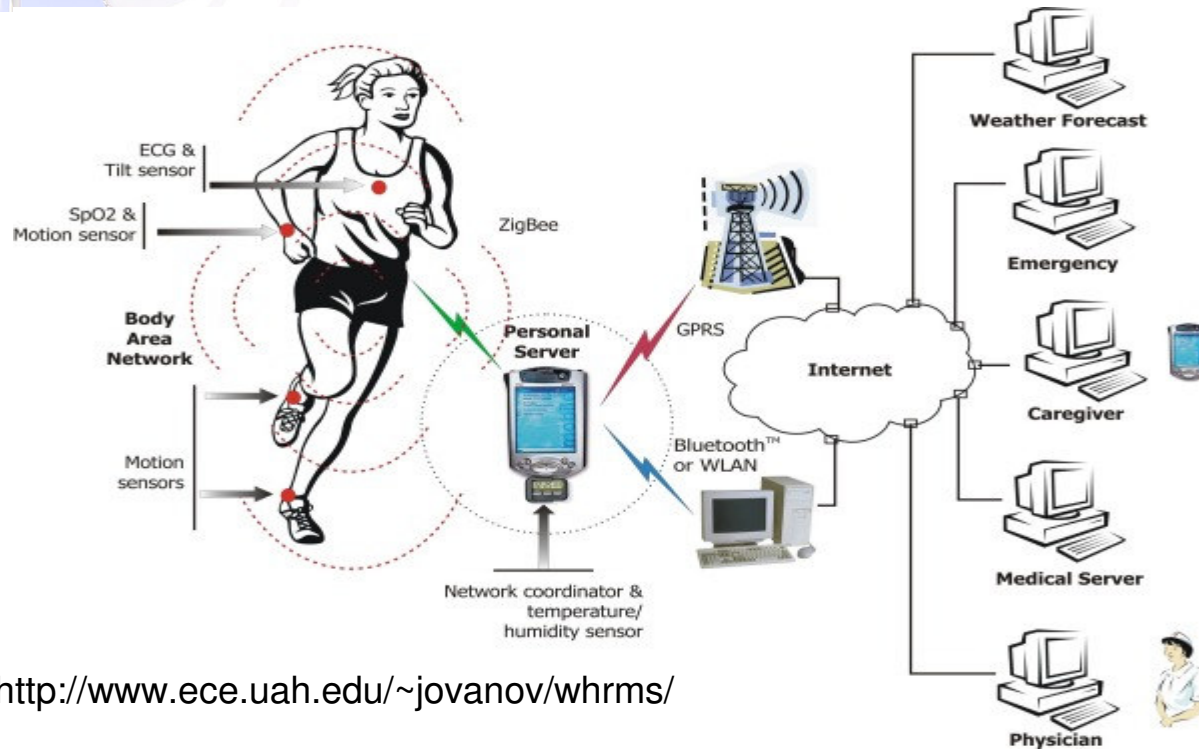 Weather Forecast
ECG &
Tilt sensor
SpO2 &
Motion sensor
ZigBee
Emergency
Body
Area
Network
Personal
Server
GPRS
Internet
Caregiver
Motion
sensors
Bluetooth™
or WLAN
Medical Server
Network coordinator &
temperature/
humidity sensor
http://www.ece.uah.edu/~jovanov/whrms/
Physician